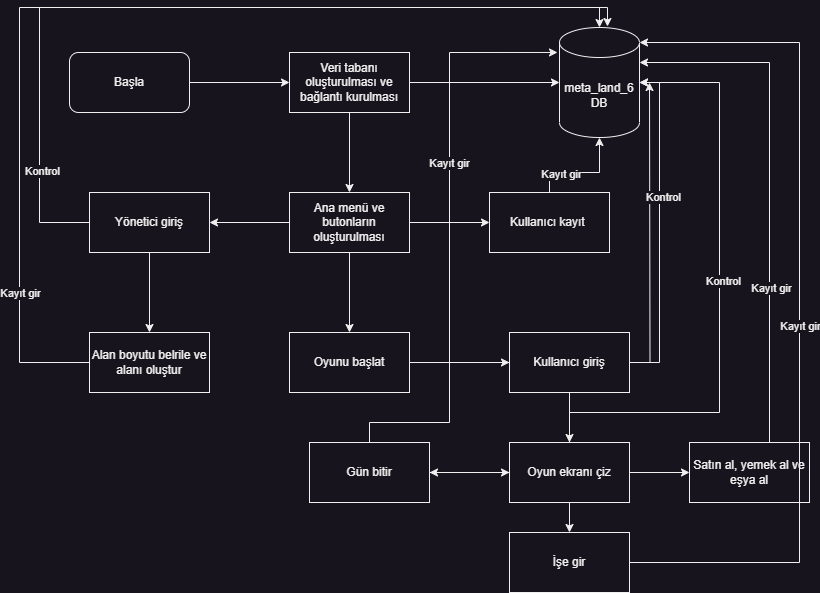 Başla
Veri tabanı
oluşturulması ve
bağlantı kurulması
meta_land_6
DB
Kayıt gir
Kayıt gir
Kontrol
Kontrol
Yönetici giriş
Ana menü ve
butonların
oluşturulması
Kullanıcı kayıt
Kontrol
Kayıt gir
Kayıt gir
Kayıt gir
Alan boyutu belrile ve
alanı oluştur
Oyunu başlat
Kullanıcı giriş
Gün bitir
Oyun ekranı çiz
Satın al, yemek al ve
eşya al
İşe gir